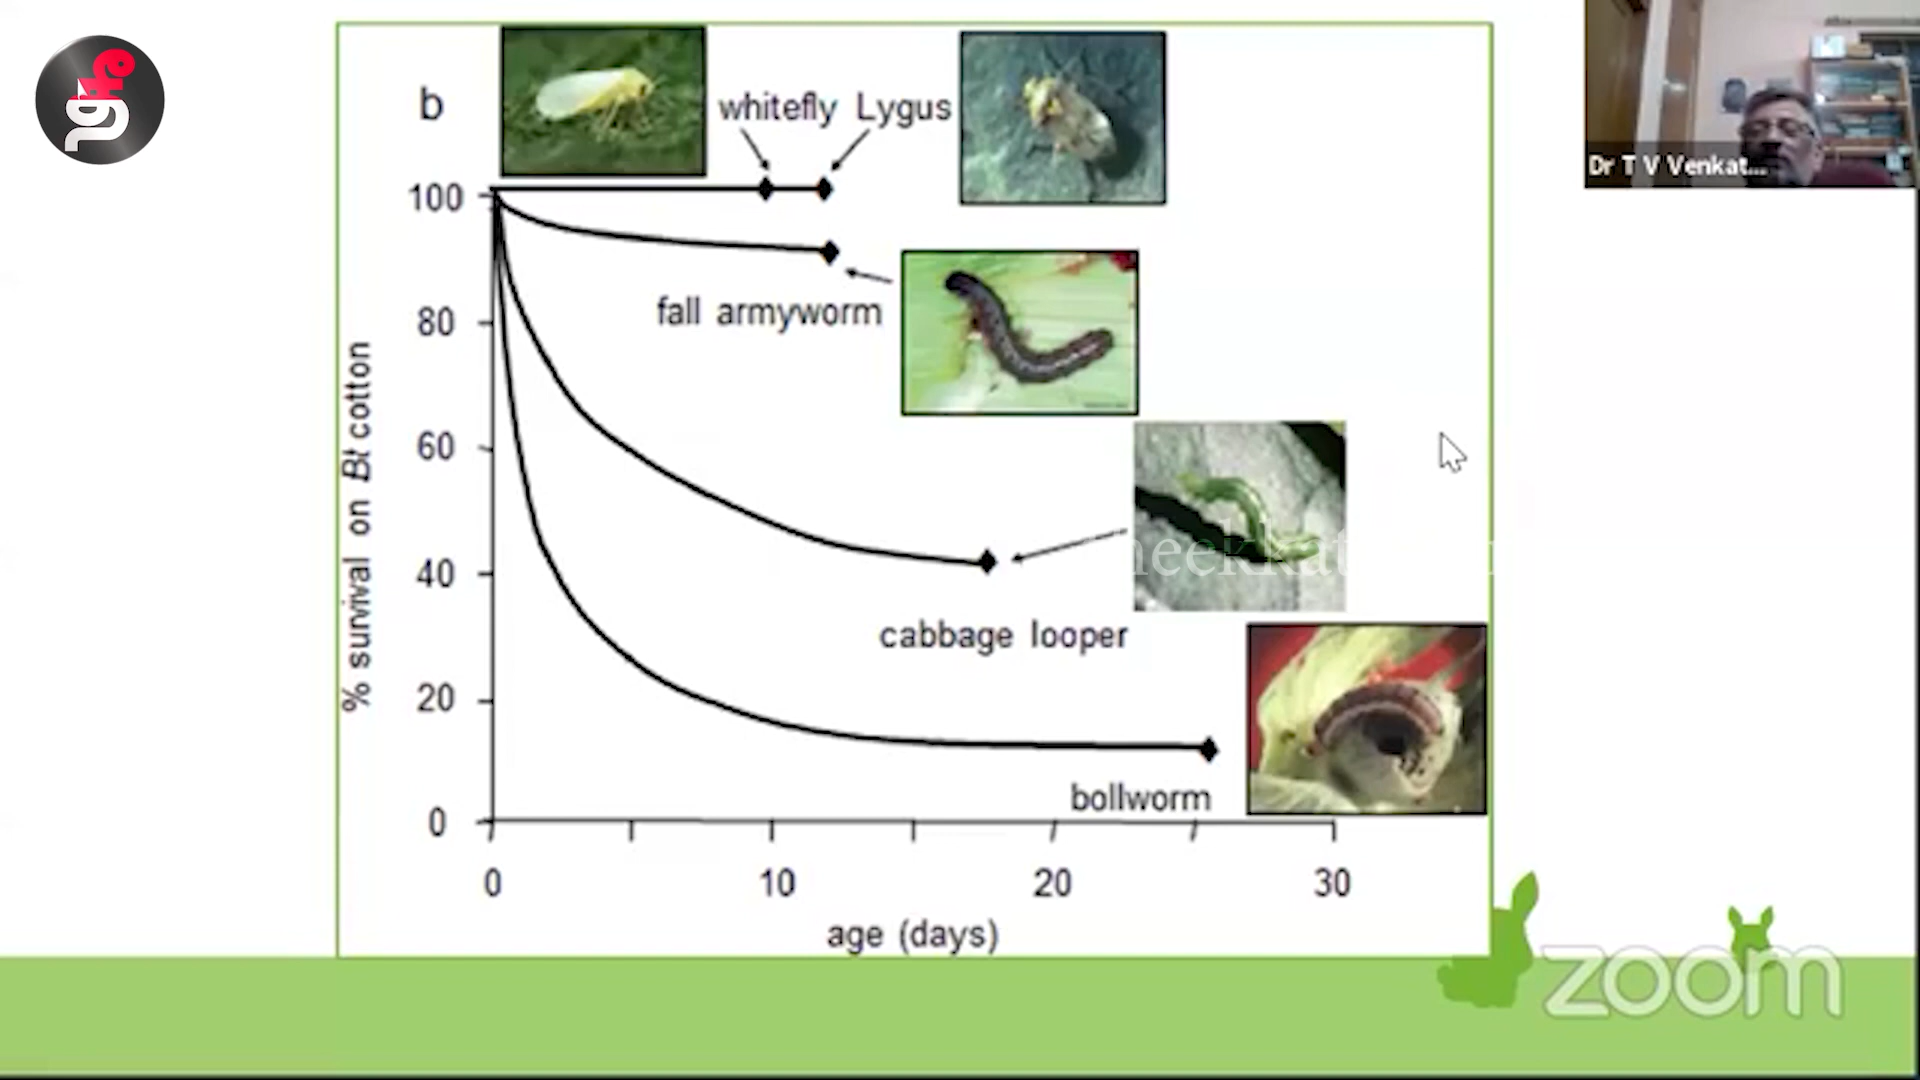 b
whitefly Lygus
Dr T V Venkat...
100
fall armyworm
80
% survival on Bt cotton
60
40
cabbage looper
20
bollworm
0
0 10 20 30
age (days)
zoom